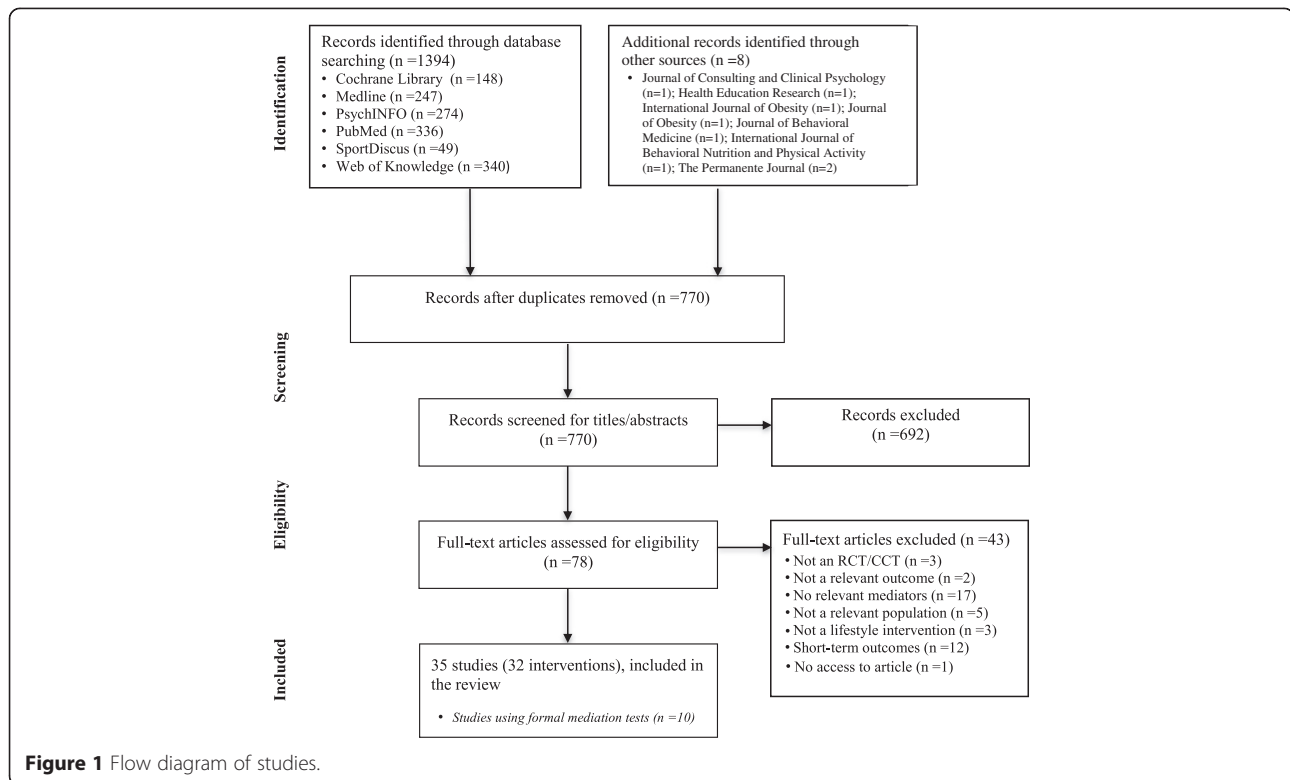 Identification
Records identified through database
searching (n =1394)
• Cochrane Library (n =148)
• Medline (n =247)
• PsychINFO (n =274)
• PubMed (n =336)
• SportDiscus (n =49)
• Web of Knowledge (n =340)
Additional records identified through
other sources (n =8)
• Journal of Consulting and Clinical Psychology
(n=1); Health Education Research (n=1);
International Journal of Obesity (n=1); Journal
of Obesity (n=1); Journal of Behavioral
Medicine (n=1); International Journal of
Behavioral Nutrition and Physical Activity
(n=1); The Permanente Journal (n=2)
Records after duplicates removed (n =770)
Screening
Records screened for titles/abstracts
(n =770)
Records excluded
(n =692)
Eligibility
Full-text articles assessed for eligibility
(n =78)
Full-text articles excluded (n =43)
• Not an RCT/CCT (n =3)
• Not a relevant outcome (n =2)
• No relevant mediators (n =17)
• Not a relevant population (n =5)
• Not a lifestyle intervention (n =3)
• Short-term outcomes (n =12)
• No access to article (n =1)
Included
35 studies (32 interventions), included in
the review
• Studies using formal mediation tests (n =10)
Figure 1 Flow diagram of studies.